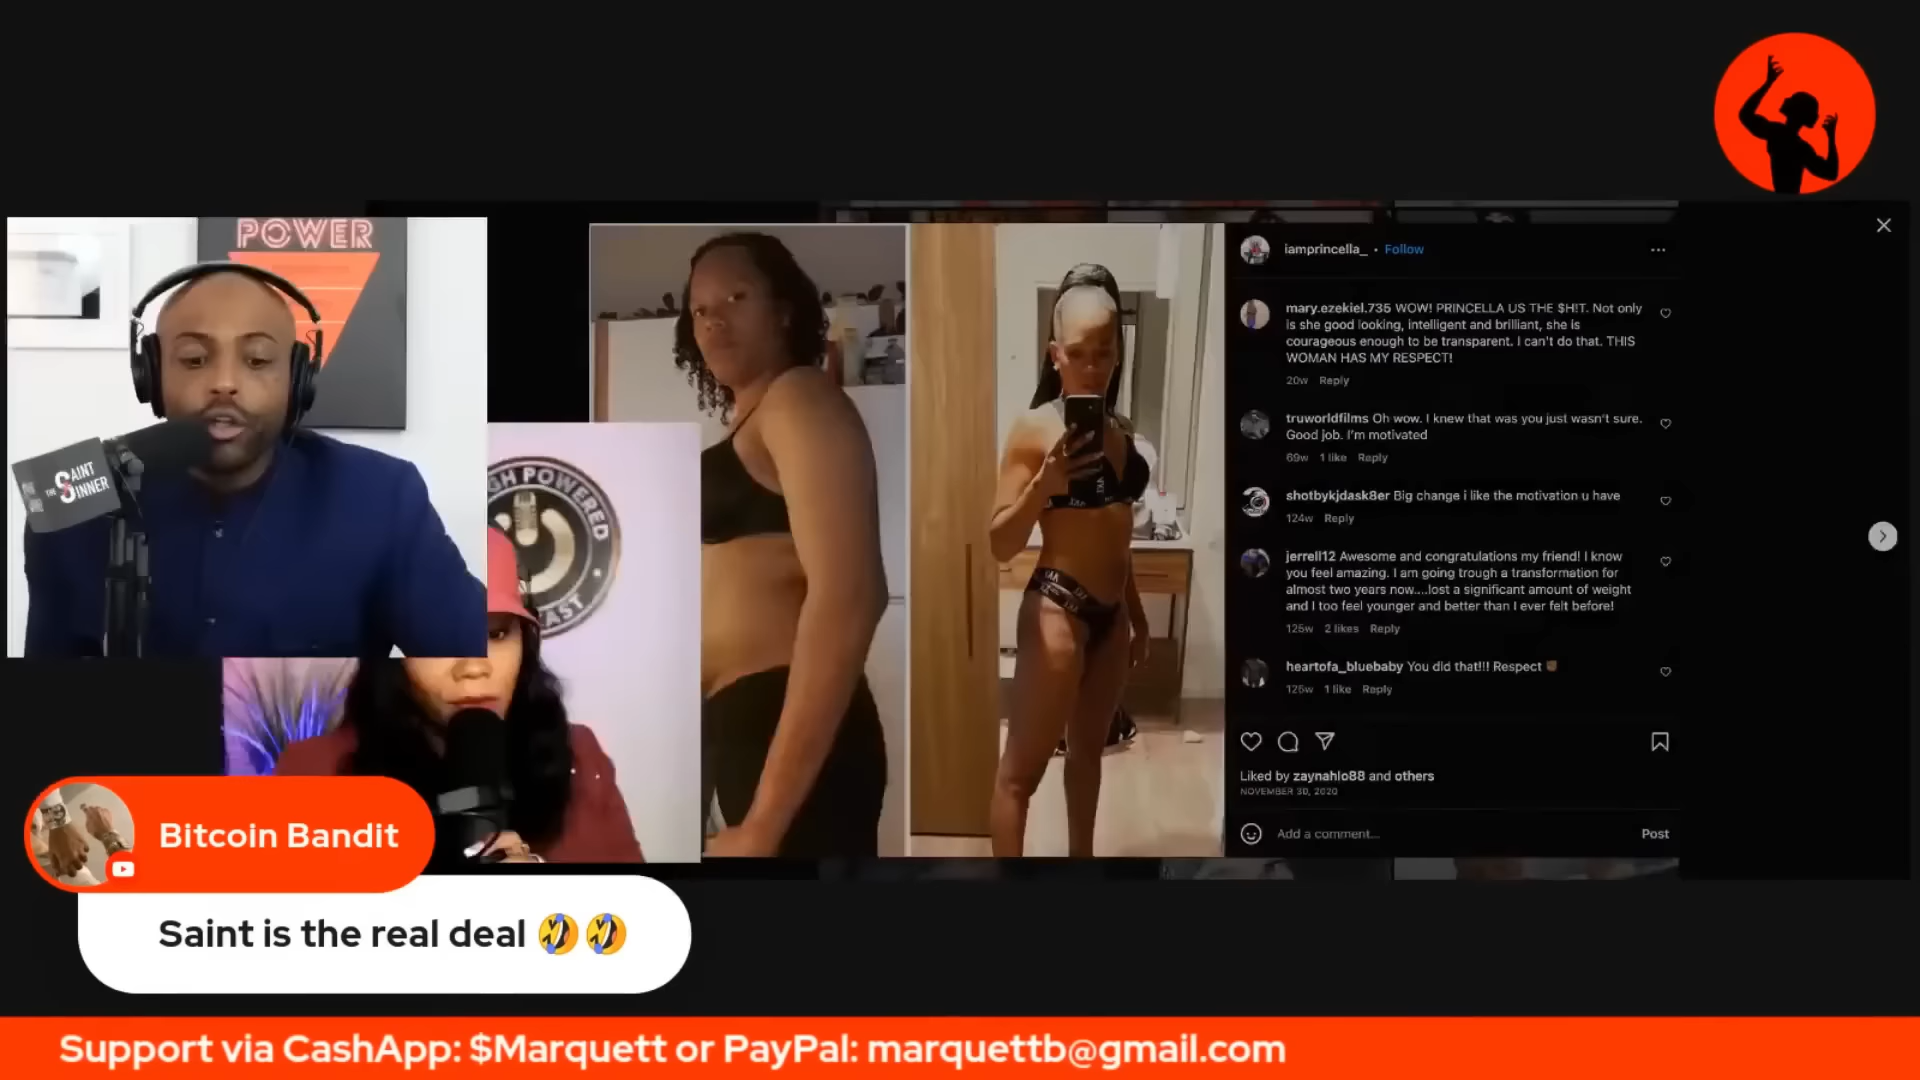 POWER
THE SAINT
SINNER
GH POWERED
AST
iamprincella_ • Follow
mary.ezekiel.735 WOW! PRINCELLA US THE $H!T. Not only
is she good looking, intelligent and brilliant, she is
courageous enough to be transparent. I can't do that. THIS
WOMAN HAS MY RESPECT!
20w Reply
truworldfilms Oh wow. I knew that was you just wasn't sure.
Good job. I'm motivated
69w 1 like Reply
shotbykjdask8er Big change i like the motivation u have
124w Reply
jerrell12 Awesome and congratulations my friend! I know
you feel amazing. I am going trough a transformation for
almost two years now....lost a significant amount of weight
and I too feel younger and better than I ever felt before!
125w 2 likes Reply
heartofa_bluebaby You did that!!! Respect ✊🏾
125w 1 like Reply
Liked by zaynahlo88 and others
NOVEMBER 30, 2020
Add a comment... Post
Bitcoin Bandit
Saint is the real deal 🤣🤣
Support via CashApp: $Marquett or PayPal: marquettb@gmail.com